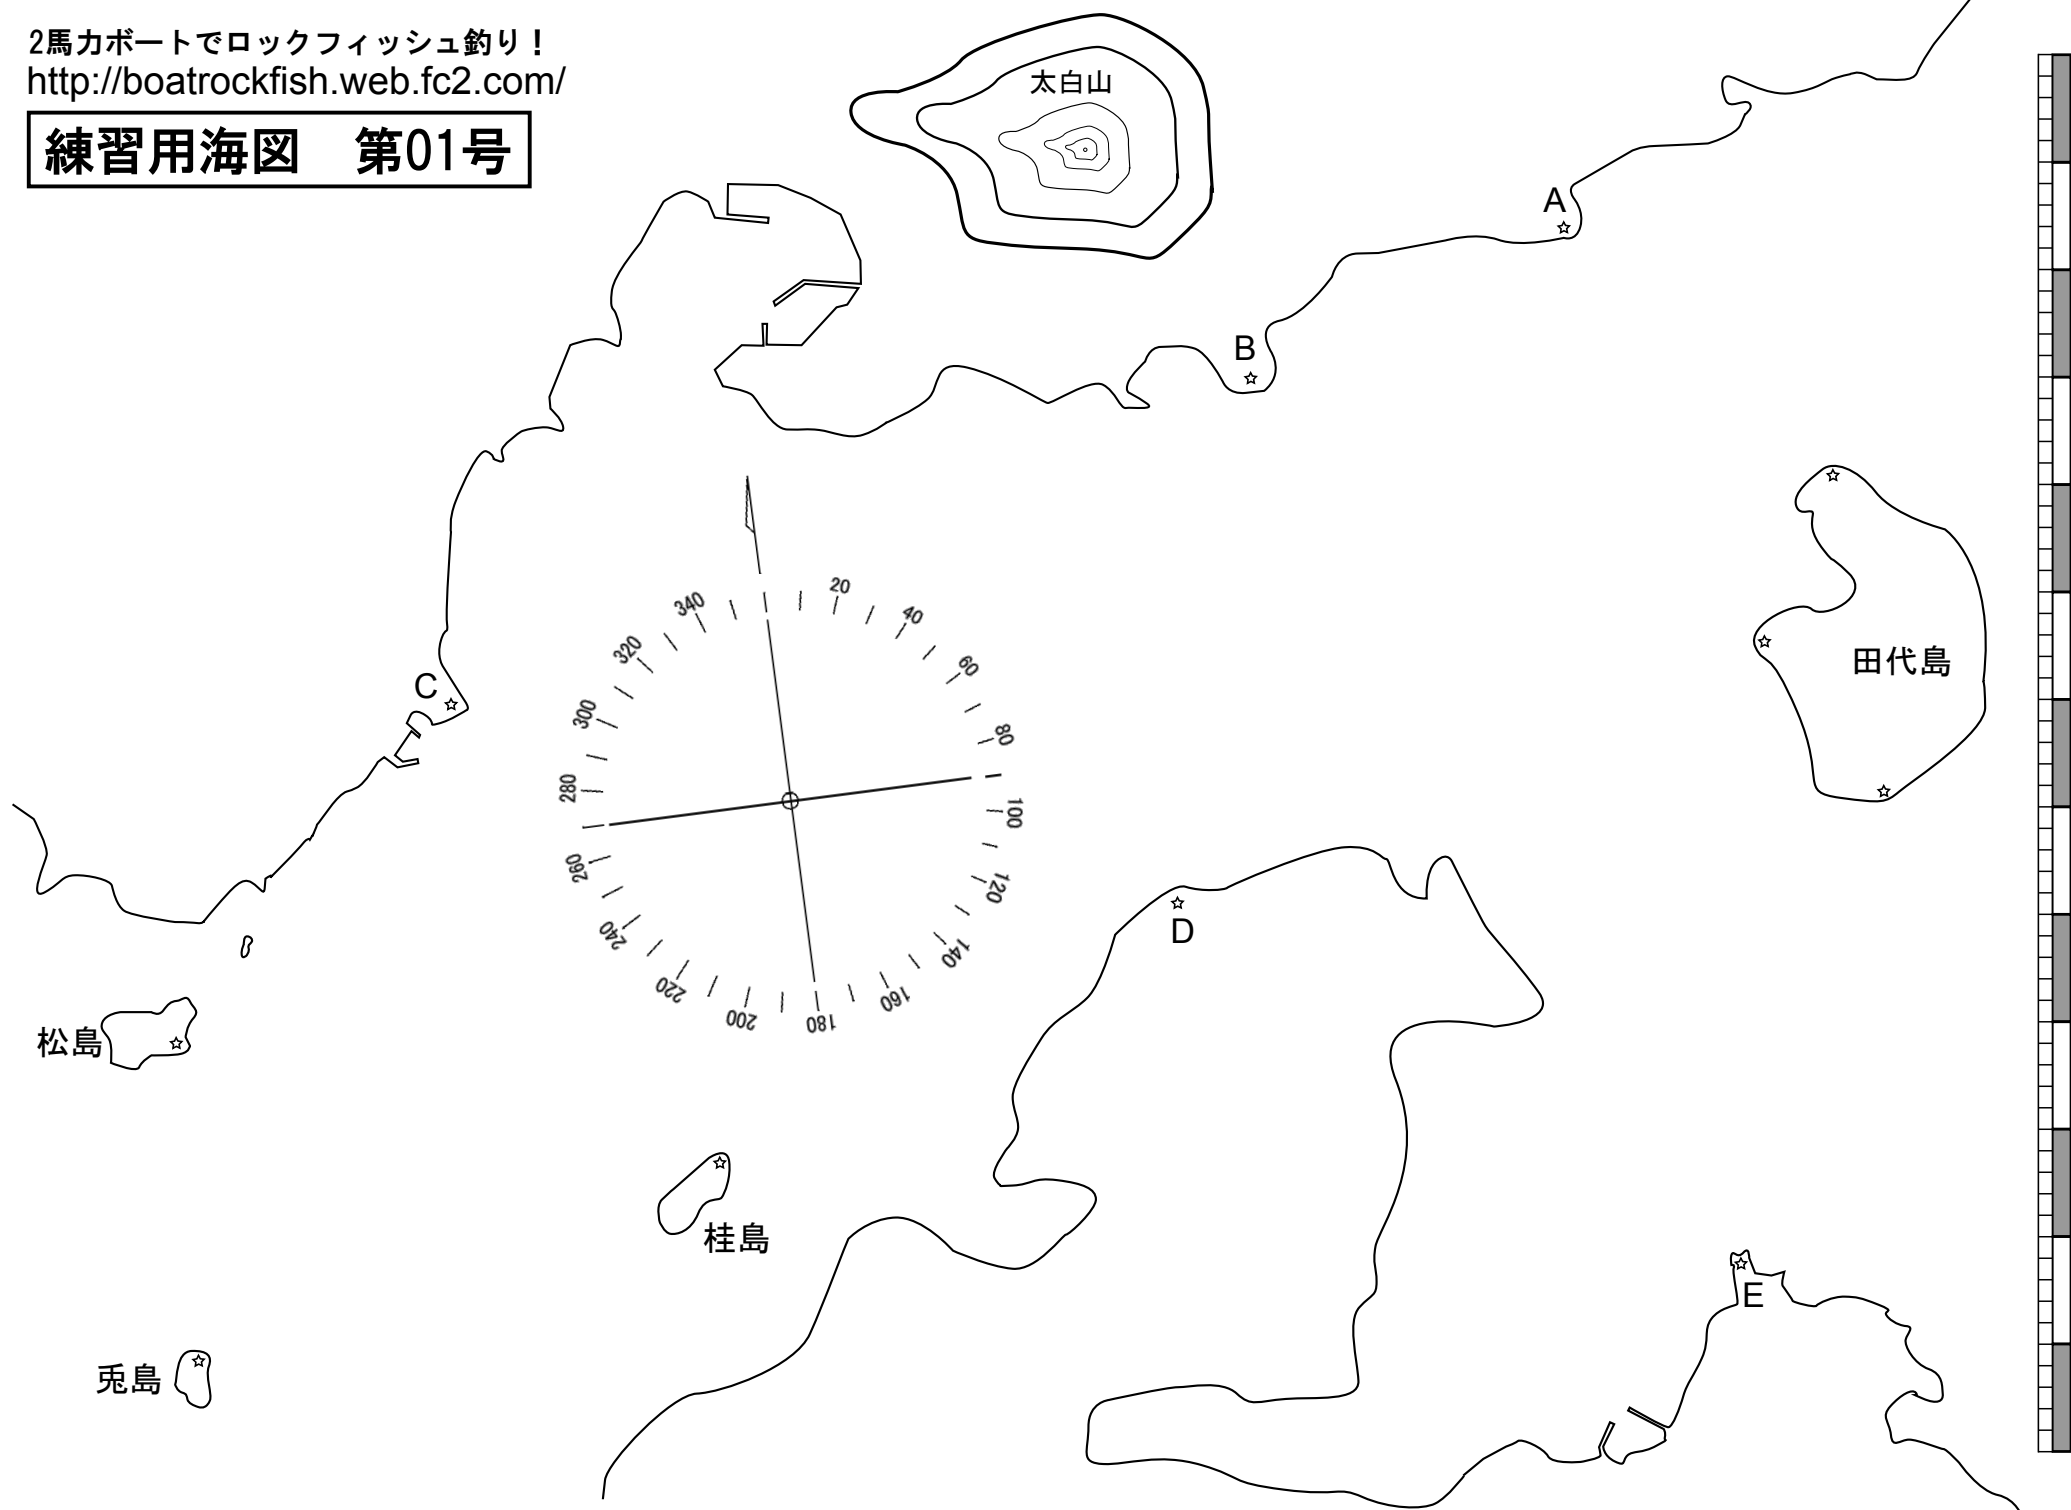 2馬力ボートでロックフィッシュ釣り！
http://boatrockfish.web.fc2.com/
練習用海図　第01号
太白山
A
B
C
田代島
340
20
320
40
300
60
280
80
260
100
240
120
220
140
200
160
180
D
松島
桂島
E
兎島